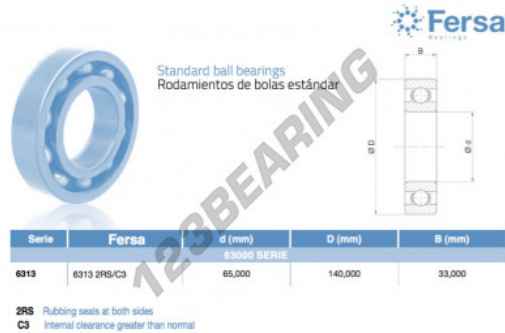 Fersa
Bearings
Standard ball bearings
Rodamientos de bolas estándar
B
Ø D
Ø d
123BEARING
Serie Fersa d (mm) D (mm) B (mm)
63000 SERIE
6313 6313 2RS/C3 65,000 140,000 33,000
2RS Rubbing seals at both sides
C3 Internal clearance greater than normal